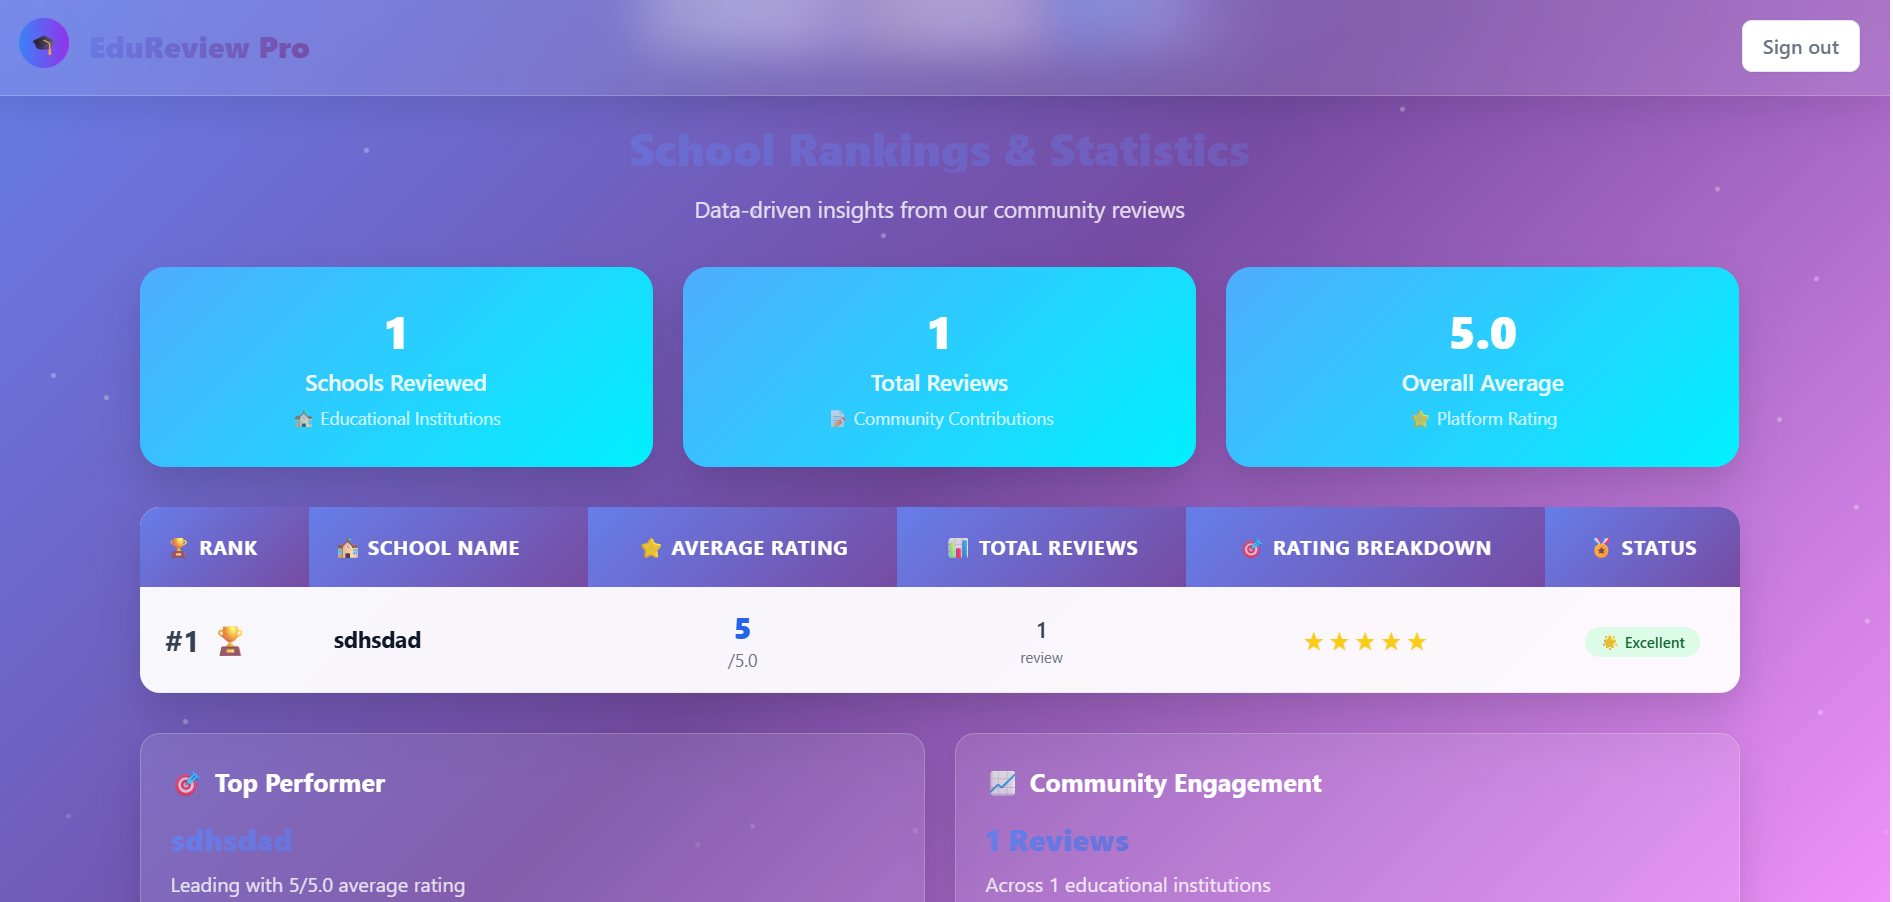 EduReview Pro
Sign out
School Rankings & Statistics
Data-driven insights from our community reviews
1
Schools Reviewed
Educational Institutions
1
Total Reviews
Community Contributions
5.0
Overall Average
Platform Rating
RANK SCHOOL NAME AVERAGE RATING TOTAL REVIEWS RATING BREAKDOWN STATUS
#1 sdhsdad 5 /5.0 1 review Excellent
Top Performer
sdhsdad
Leading with 5/5.0 average rating
Community Engagement
1 Reviews
Across 1 educational institutions